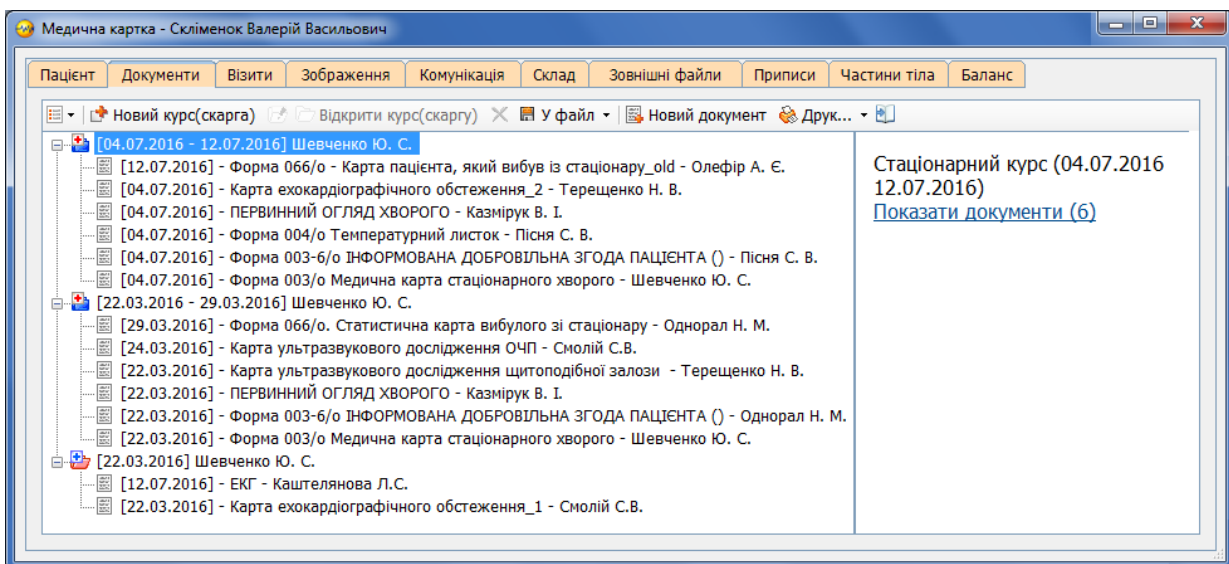 Медична картка - Скліменок Валерій Васильович
Пацієнт Документи Візити Зображення Комунікація Склад Зовнішні файли Приписи Частини тіла Баланс
Новий курс(скарга) Відкрити курс(скаргу) У файл Новий документ Друк...
[04.07.2016 - 12.07.2016] Шевченко Ю. С.
[12.07.2016] - Форма 066/о - Карта пацієнта, який вибув із стаціонару_old - Олефір А. Є.
[04.07.2016] - Карта ехокардіографічного обстеження_2 - Терещенко Н. В.
[04.07.2016] - ПЕРВИННИЙ ОГЛЯД ХВОРОГО - Казмірук В. І.
[04.07.2016] - Форма 004/о Температурний листок - Пісня С. В.
[04.07.2016] - Форма 003-6/о ІНФОРМОВАНА ДОБРОВІЛЬНА ЗГОДА ПАЦІЄНТА () - Пісня С. В.
[04.07.2016] - Форма 003/о Медична карта стаціонарного хворого - Шевченко Ю. С.
[22.03.2016 - 29.03.2016] Шевченко Ю. С.
[29.03.2016] - Форма 066/о. Статистична карта вибулого зі стаціонару - Однорал Н. М.
[24.03.2016] - Карта ультразвукового дослідження ОЧП - Смолій С.В.
[22.03.2016] - Карта ультразвукового дослідження щитоподібної залози - Терещенко Н. В.
[22.03.2016] - ПЕРВИННИЙ ОГЛЯД ХВОРОГО - Казмірук В. І.
[22.03.2016] - Форма 003-6/о ІНФОРМОВАНА ДОБРОВІЛЬНА ЗГОДА ПАЦІЄНТА () - Однорал Н. М.
[22.03.2016] - Форма 003/о Медична карта стаціонарного хворого - Шевченко Ю. С.
[22.03.2016] Шевченко Ю. С.
[12.07.2016] - ЕКГ - Каштелянова Л.С.
[22.03.2016] - Карта ехокардіографічного обстеження_1 - Смолій С.В.
Стаціонарний курс (04.07.2016
12.07.2016)
Показати документи (6)